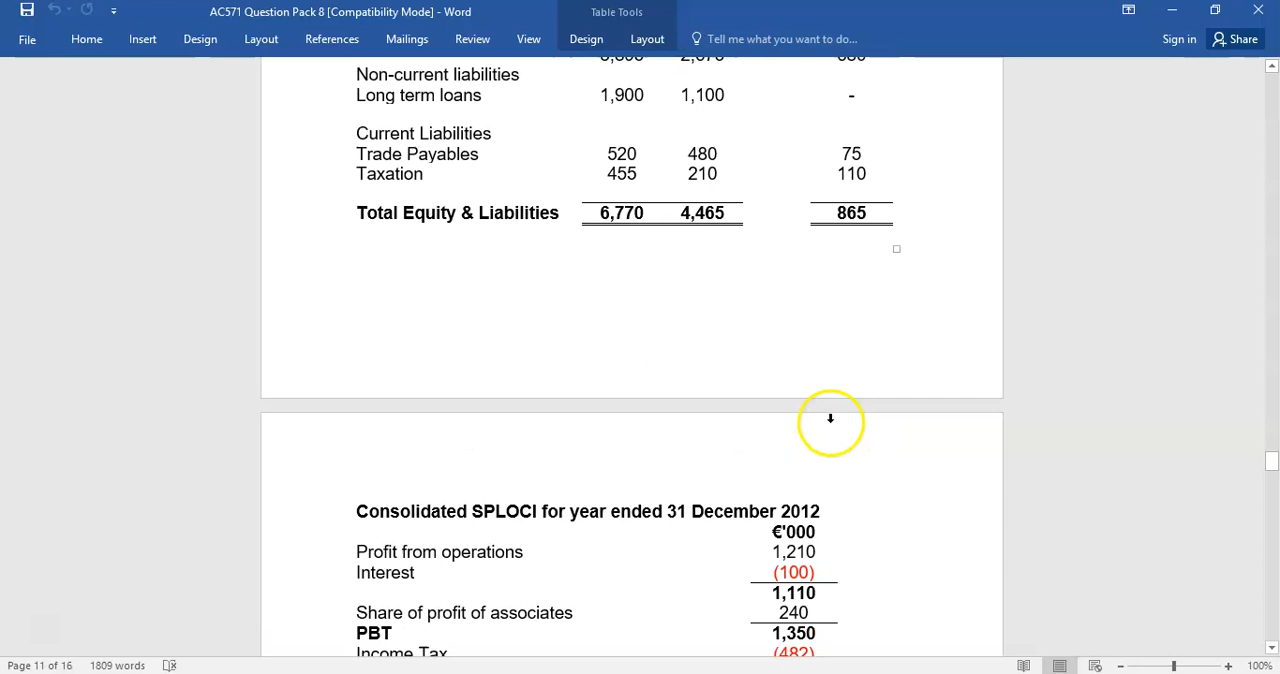 AC571 Question Pack 8 [Compatibility Mode] - Word
Table Tools
File Home Insert Design Layout References Mailings Review View Design Layout Tell me what you want to do... Sign in Share
Non-current liabilities
Long term loans 1,900 1,100 -
Current Liabilities
Trade Payables 520 480 75
Taxation 455 210 110
Total Equity & Liabilities 6,770 4,465 865
Consolidated SPLOCI for year ended 31 December 2012
€'000
Profit from operations 1,210
Interest (100)
1,110
Share of profit of associates 240
PBT 1,350
Income Tax (482)
Page 11 of 16 1809 words 100%